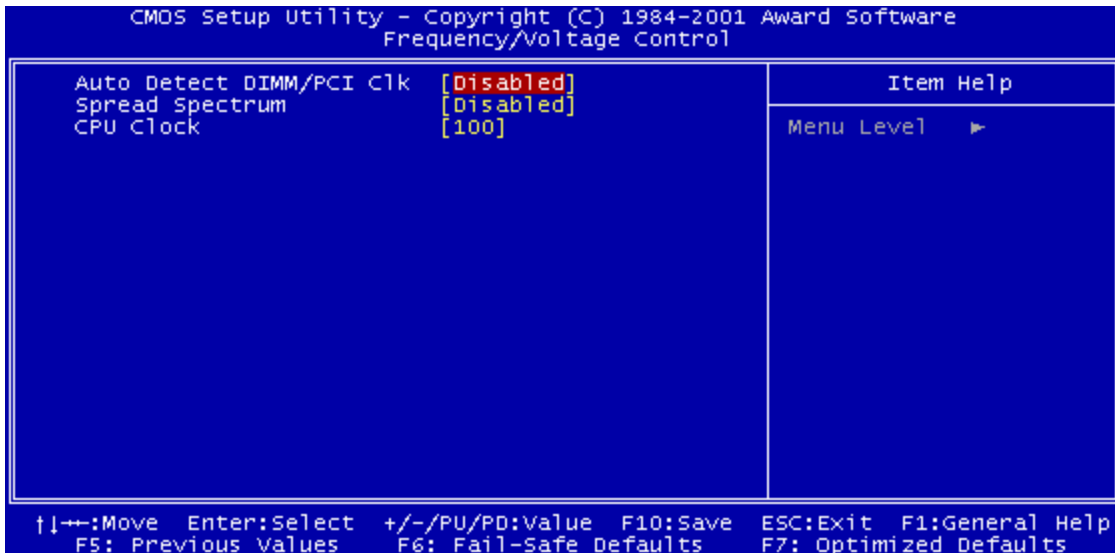 CMOS Setup Utility – Copyright (C) 1984–2001 Award Software
Frequency/Voltage Control
Auto Detect DIMM/PCI Clk [Disabled]
Spread Spectrum [Disabled]
CPU Clock [100]
Item Help
Menu Level ►
↑↓→←:Move Enter:Select +/-/PU/PD:Value F10:Save ESC:Exit F1:General Help
F5: Previous Values F6: Fail-Safe Defaults F7: Optimized Defaults